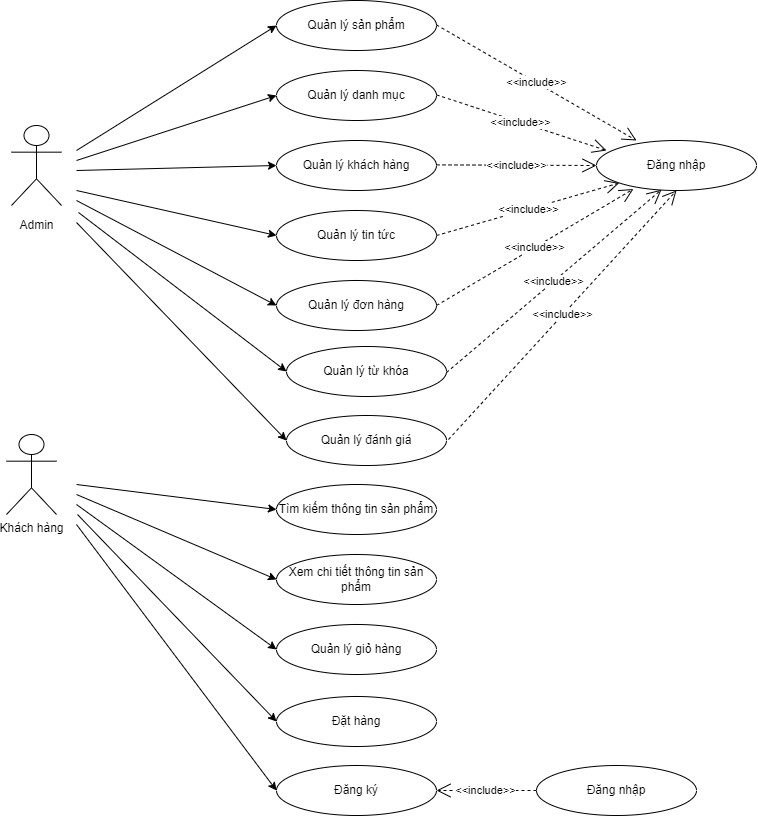 Quản lý sản phẩm
<<include>>
Quản lý danh mục
<<include>>
Quản lý khách hàng
<<include>>
Đăng nhập
Admin
Quản lý tin tức
<<include>>
Quản lý đơn hàng
<<include>>
<<include>>
Quản lý từ khóa
<<include>>
Quản lý đánh giá
Khách hàng
Tìm kiếm thông tin sản phẩm
Xem chi tiết thông tin sản
phẩm
Quản lý giỏ hàng
Đặt hàng
Đăng ký
<<include>>
Đăng nhập